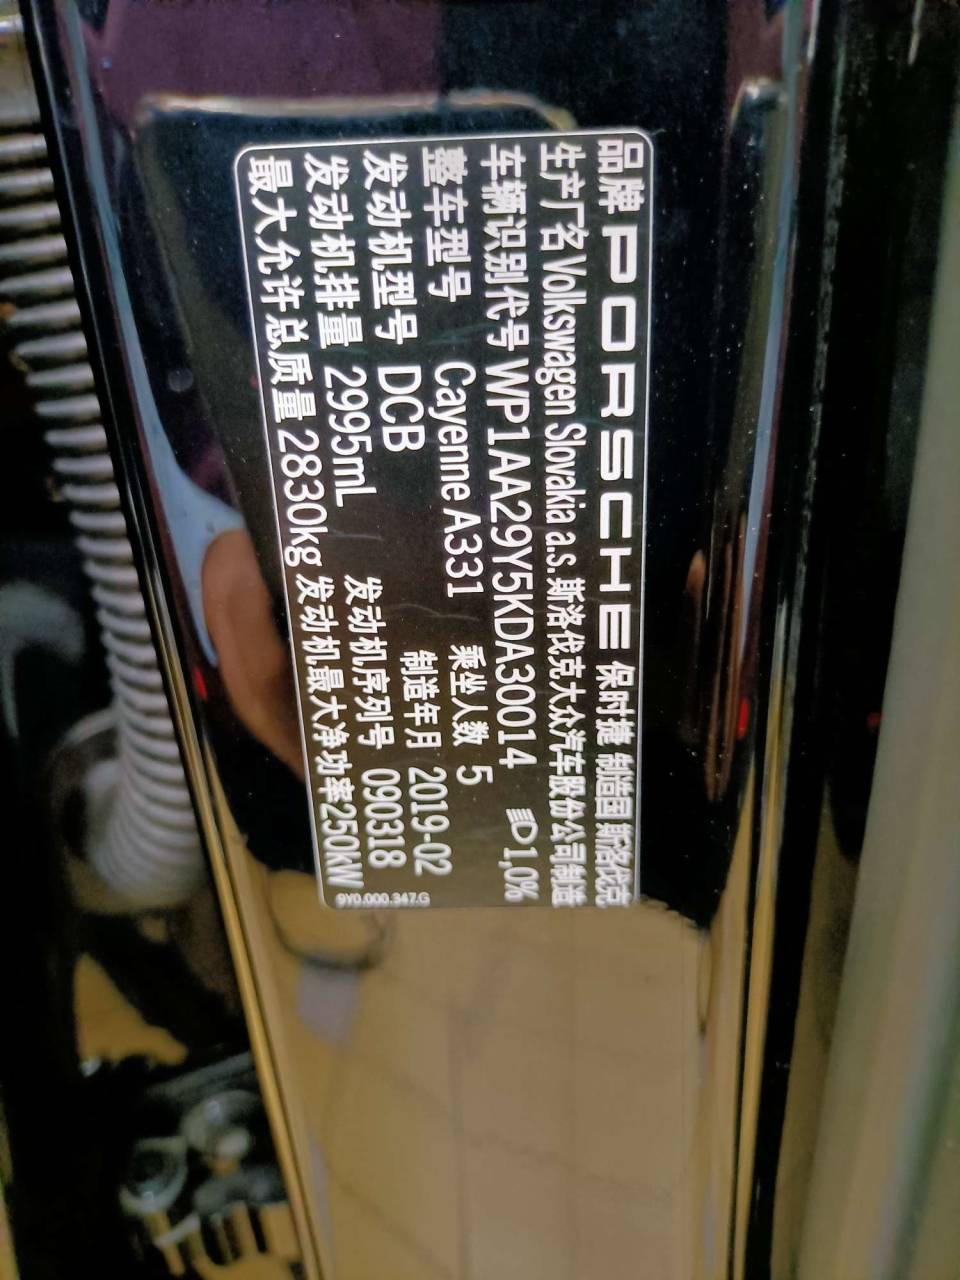 品牌 PORSCHE 保时捷 制造国 斯洛伐克
生产厂名 Volkswagen Slovakia a.s. 斯洛伐克大众汽车股份公司制造
车辆识别代号 WP1AA29Y5KDA30014 1,0%
整车型号 Cayenne A331 乘坐人数 5
发动机型号 DCB 制造年月 2019-02
发动机排量 2995mL 发动机序列号 090318
最大允许总质量 2830kg 发动机最大净功率250kW
9Y0.000.347.G